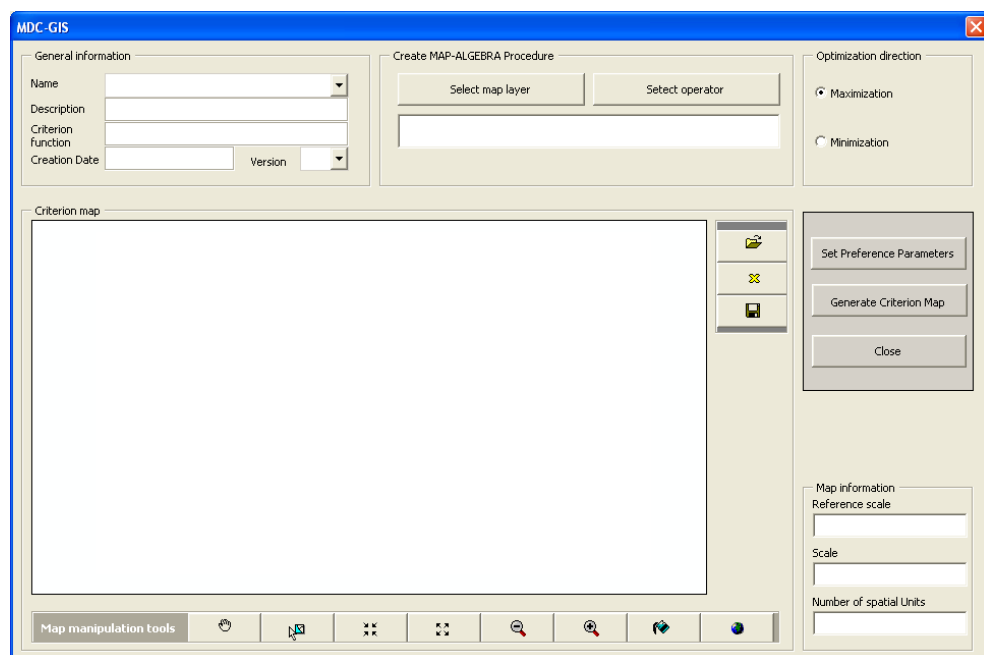 MDC-GIS
General information
Name
Description
Criterion
function
Creation Date
Version
Create MAP-ALGEBRA Procedure
Select map layer
Setect operator
Optimization direction
Maximization
Minimization
Criterion map
Set Preference Parameters
Generate Criterion Map
Close
Map information
Reference scale
Scale
Number of spatial Units
Map manipulation tools